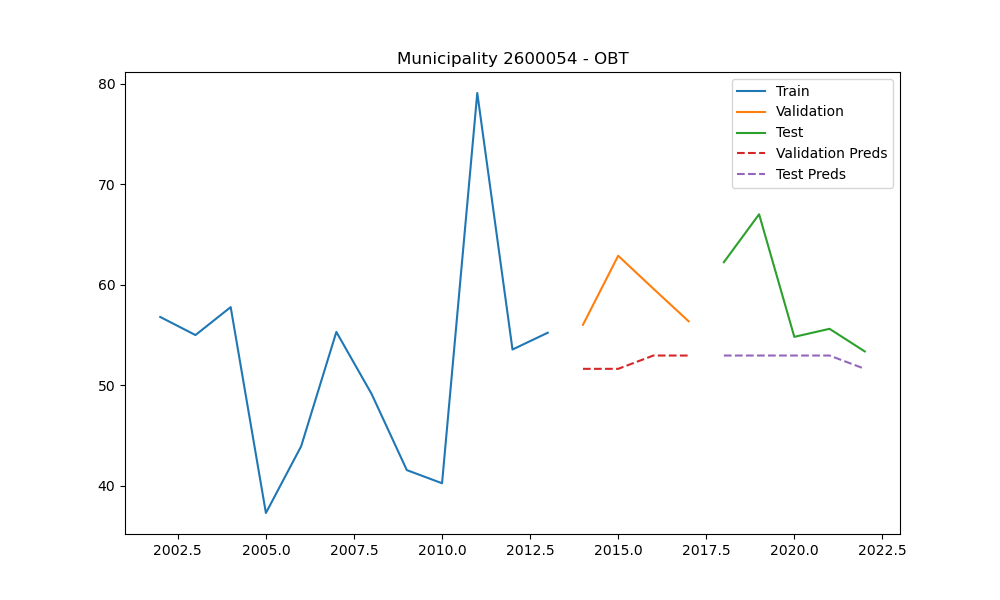 Municipality 2600054 - OBT
80
70
60
50
40
2002.5 2005.0 2007.5 2010.0 2012.5 2015.0 2017.5 2020.0 2022.5
Train
Validation
Test
Validation Preds
Test Preds